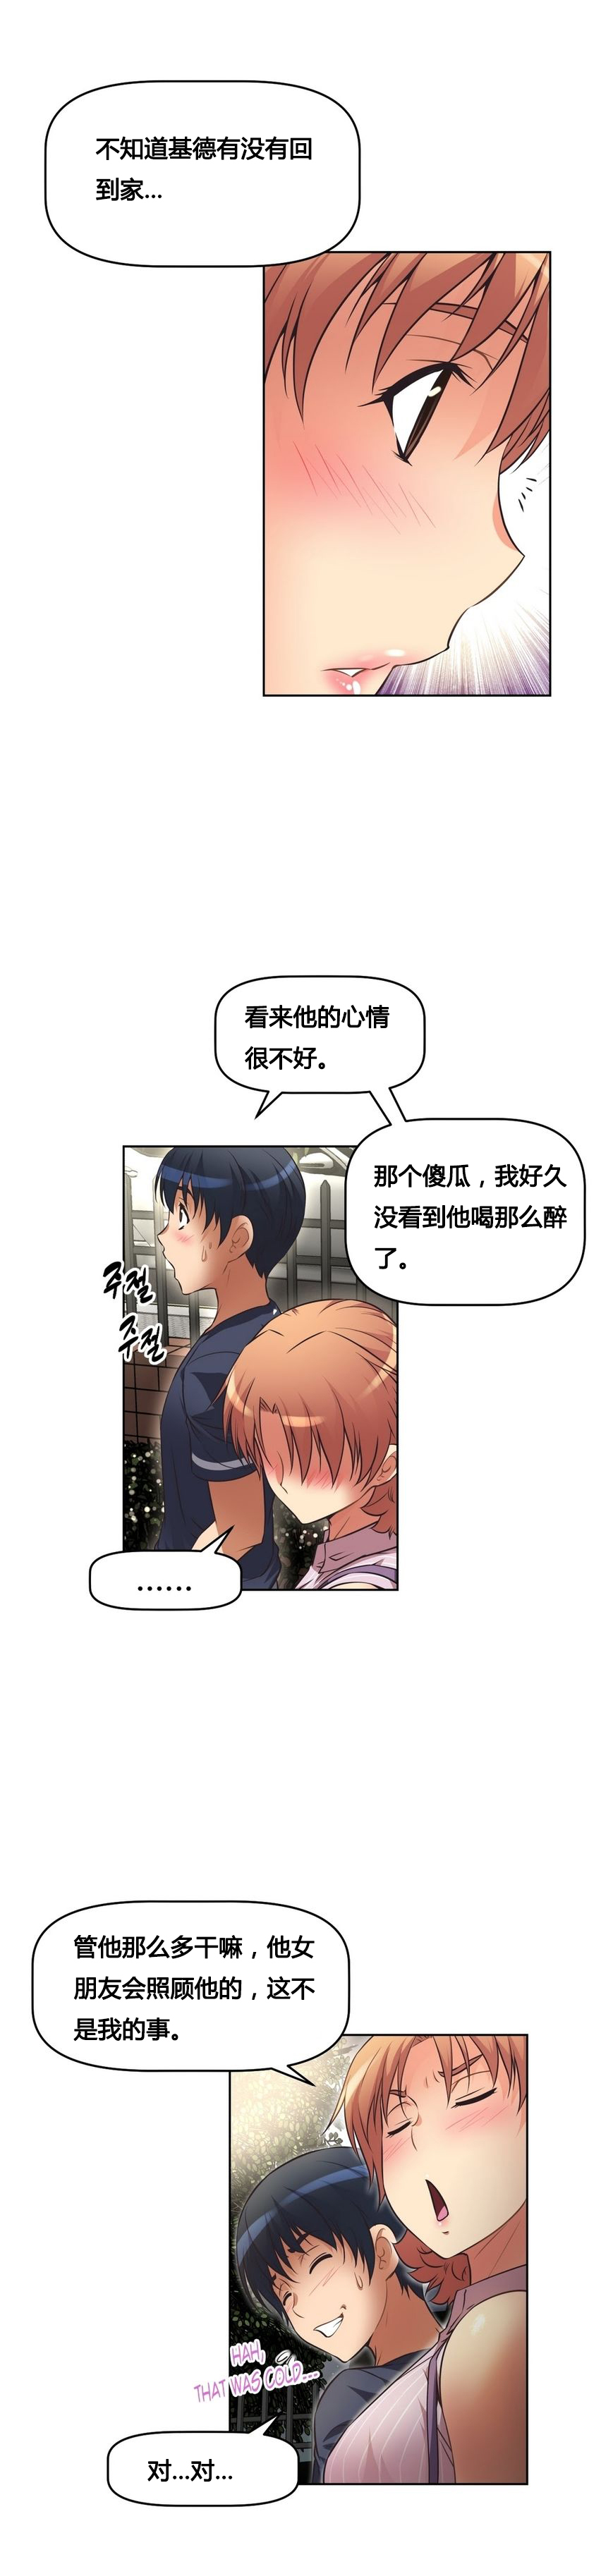 不知道基德有没有回
到家...
看来他的心情
很不好。
那个傻瓜，我好久
没看到他喝那么醉
了。
주절
주절
......
管他那么多干嘛，他女
朋友会照顾他的，这不
是我的事。
HAH,
THAT WAS COLD...
对...对...